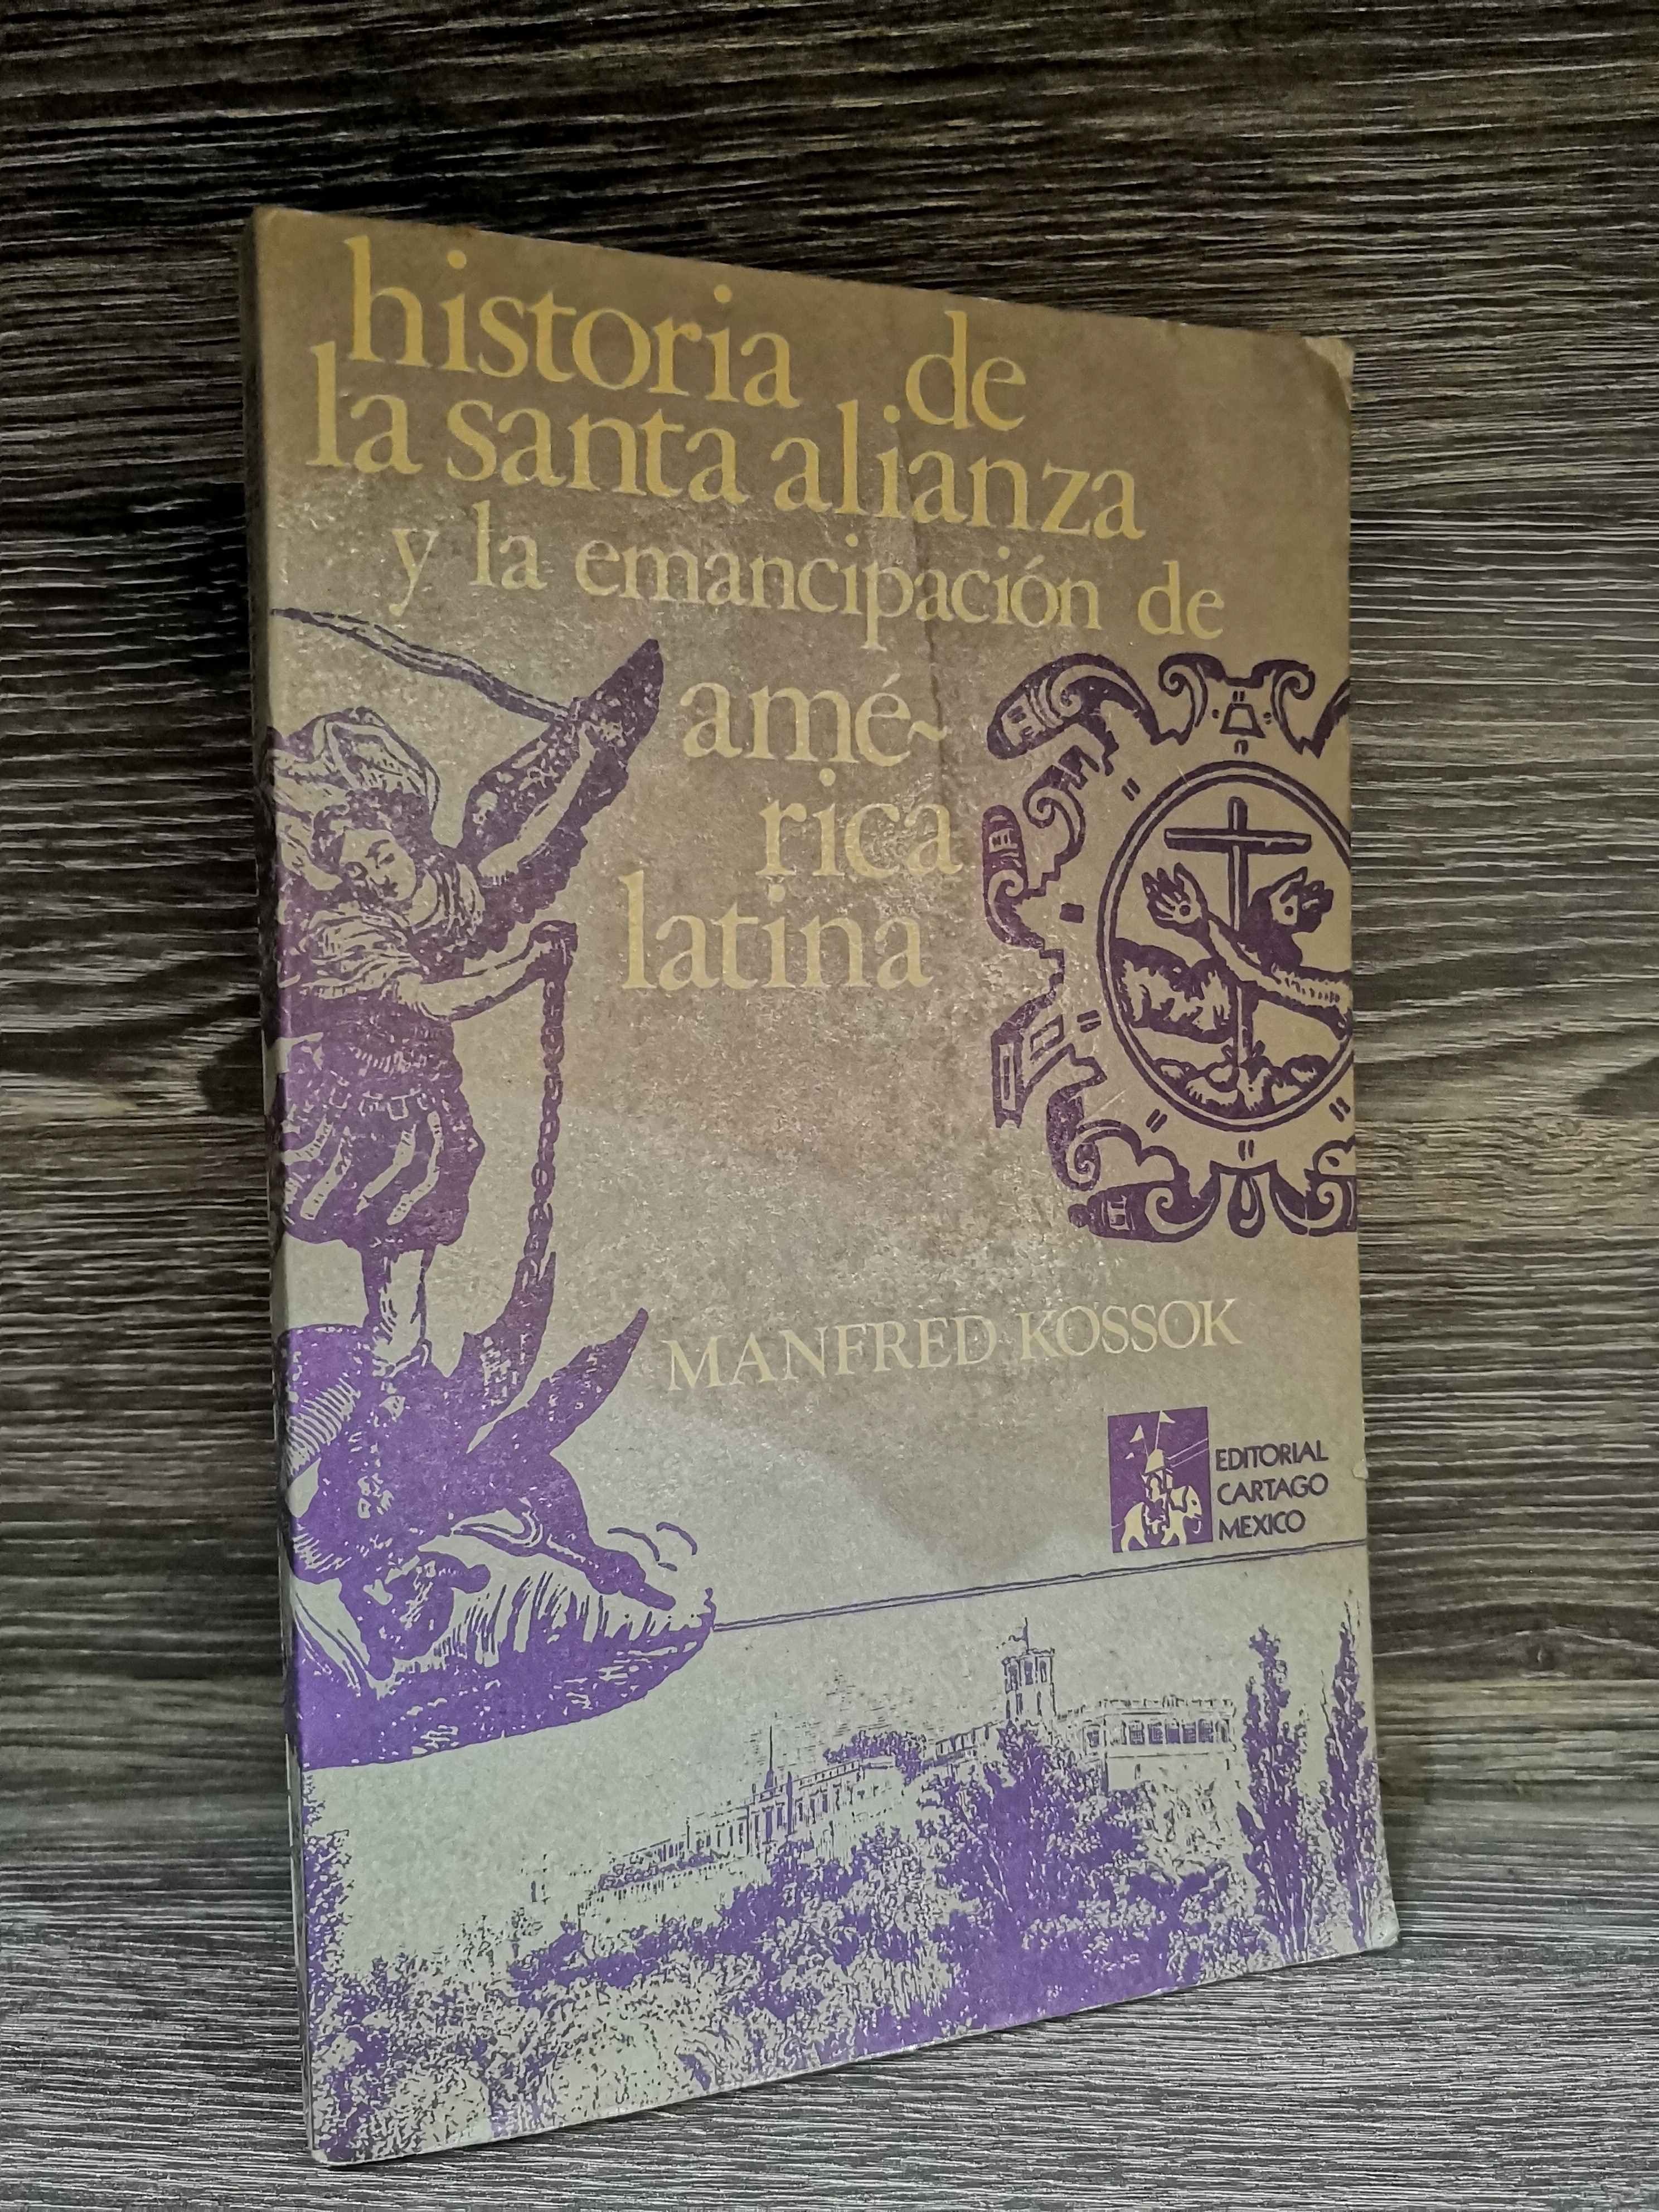 historia de
la santa alianza
y la emancipación de
amé-
rica
latina
MANFRED KOSSOK
EDITORIAL
CARTAGO
MEXICO